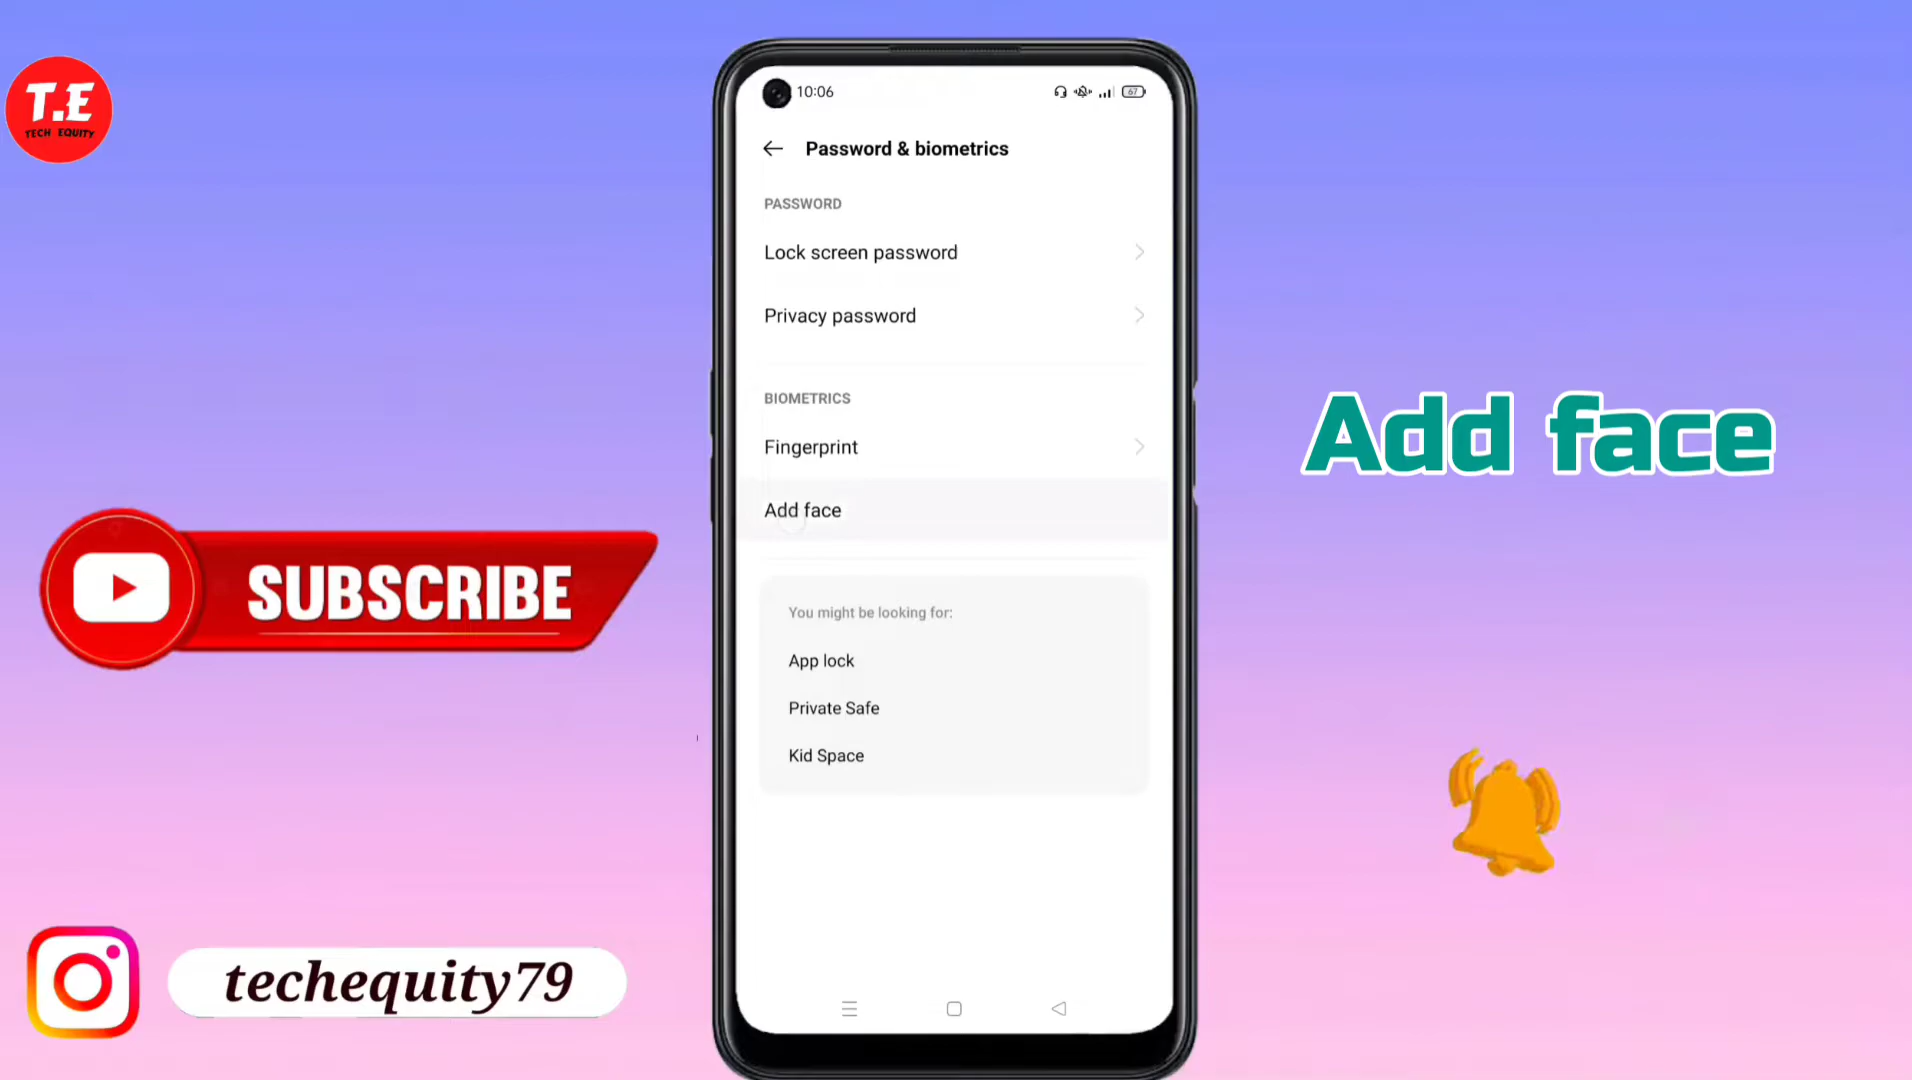 T.E
TECH EQUITY
10:06
67
Password & biometrics
PASSWORD
Lock screen password
Privacy password
BIOMETRICS
Fingerprint
Add face
You might be looking for:
App lock
Private Safe
Kid Space
Add face
SUBSCRIBE
techequity79